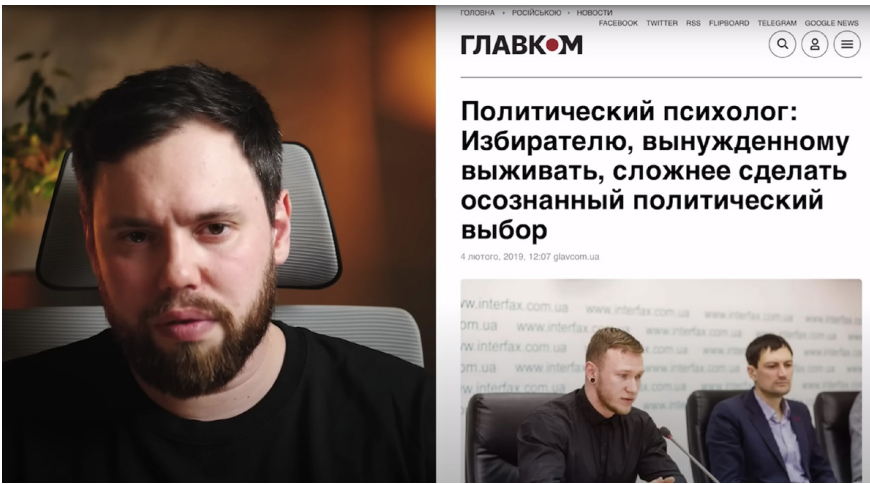 ГОЛОВНА › РОСІЙСЬКОЮ › НОВОСТИ
FACEBOOK TWITTER RSS FLIPBOARD TELEGRAM GOOGLE NEWS
ГЛАВКОМ
Политический психолог:
Избирателю, вынужденному
выживать, сложнее сделать
осознанный политический
выбор
4 лютого, 2019, 12:07 glavcom.ua
www.interfax.com.ua www.interfax.com.ua
www.interfax.com.ua